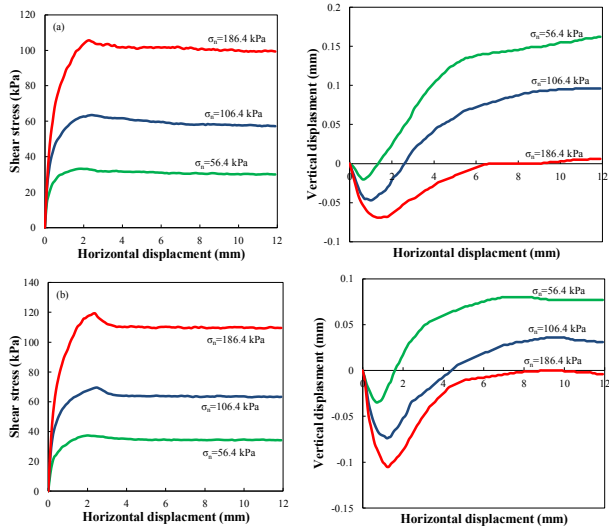 (a)
Shear stress (kPa)
120
100
80
60
40
20
0
σn=186.4 kPa
σn=106.4 kPa
σn=56.4 kPa
0 2 4 6 8 10 12
Horizontal displacment (mm)
Vertical displasment (mm)
0.2
0.15
0.1
0.05
0
-0.05
-0.1
σn=56.4 kPa
σn=106.4 kPa
σn=186.4 kPa
0 2 4 6 8 10 12
Horizontal displacment (mm)
(b)
Shear stress (kPa)
140
120
100
80
60
40
20
0
σn=186.4 kPa
σn=106.4 kPa
σn=56.4 kPa
0 2 4 6 8 10 12
Horizontal displacment (mm)
Vertical displasment (mm)
0.1
0.05
0
-0.05
-0.1
-0.15
σn=56.4 kPa
σn=106.4 kPa
σn=186.4 kPa
0 2 4 6 8 10 12
Horizontal displacment (mm)